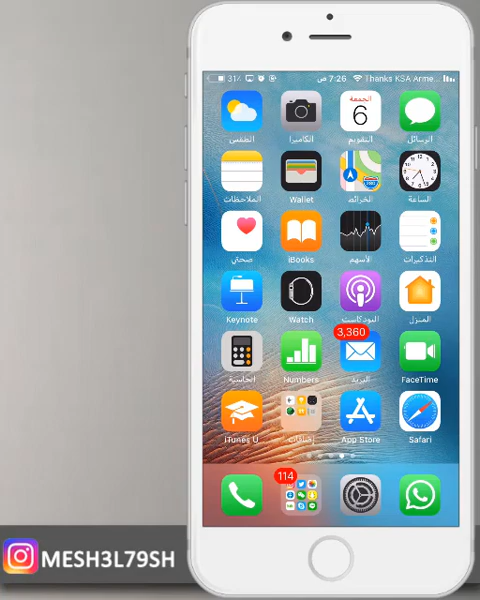 31٪ 7:26 ص Thanks KSA Arme...
الطقس الكاميرا الجمعة 6 التقويم الرسائل
الملاحظات Wallet الخرائط الساعة
صحتي iBooks الأسهم التذكيرات
Keynote Watch البودكاست المنزل
3,360
الحاسبة Numbers البريد FaceTime
iTunes U إضافات App Store Safari
114
MESH3L79SH